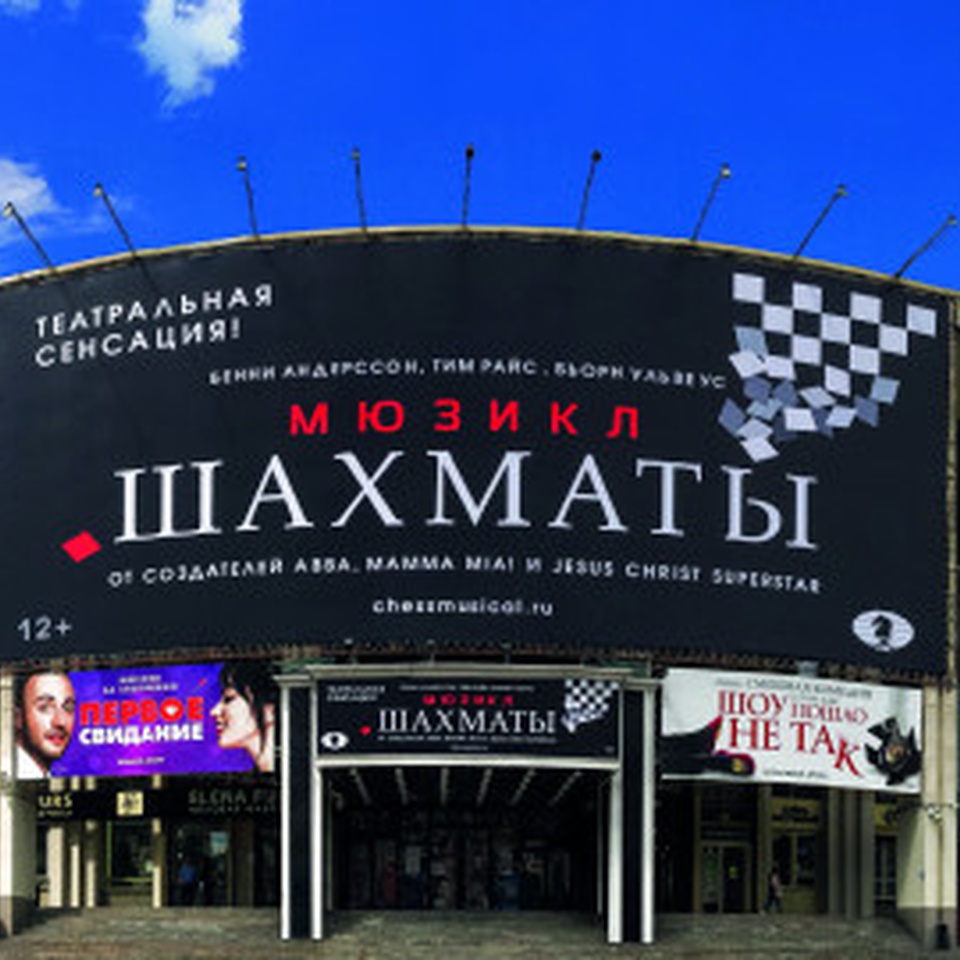 ТЕАТРАЛЬНАЯ
СЕНСАЦИЯ!
БЕННИ АНДЕРССОН, ТИМ РАЙС, БЬОРН УЛЬВЕУС
МЮЗИКЛ
ШАХМАТЫ
ОТ СОЗДАТЕЛЕЙ ABBA, MAMMA MIA! И JESUS CHRIST SUPERSTAR
chessmusical.ru
12+
ПЕРВОЕ
СВИДАНИЕ
МЮЗИКЛ
ШАХМАТЫ
ШОУ ПОШЛО
НЕ ТАК
ELENA